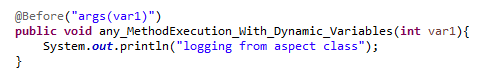 @Before("args(var1)")
public void any_MethodExecution_With_Dynamic_Variables(int var1){
    System.out.println("logging from aspect class");
}